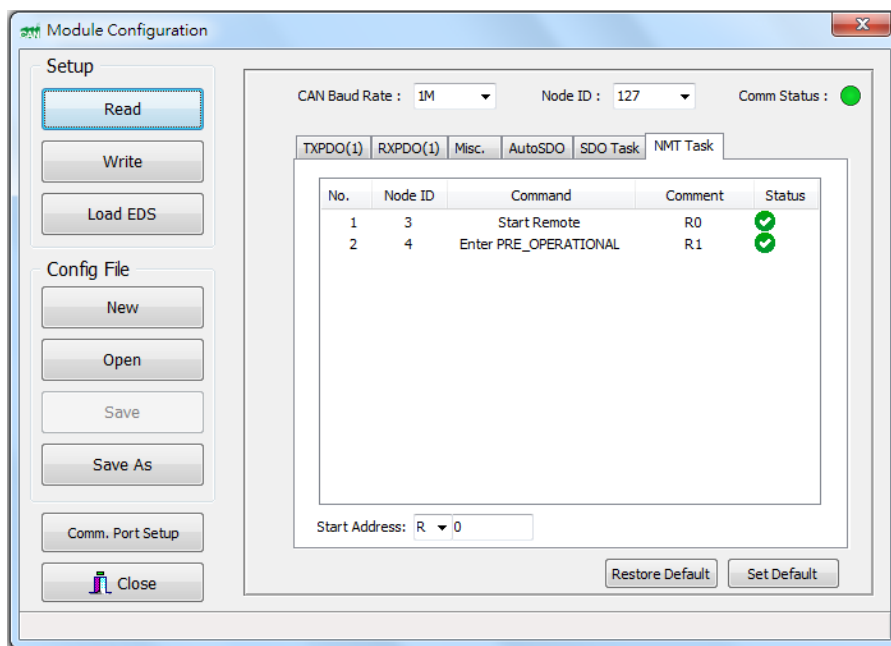 Module Configuration
Setup
Read
Write
Load EDS
Config File
New
Open
Save
Save As
Comm. Port Setup
Close
CAN Baud Rate : 1M Node ID : 127 Comm Status :
TXPDO(1) RXPDO(1) Misc. AutoSDO SDO Task NMT Task
No. Node ID Command Comment Status
1 3 Start Remote R0
2 4 Enter PRE_OPERATIONAL R1
Start Address: R 0
Restore Default Set Default